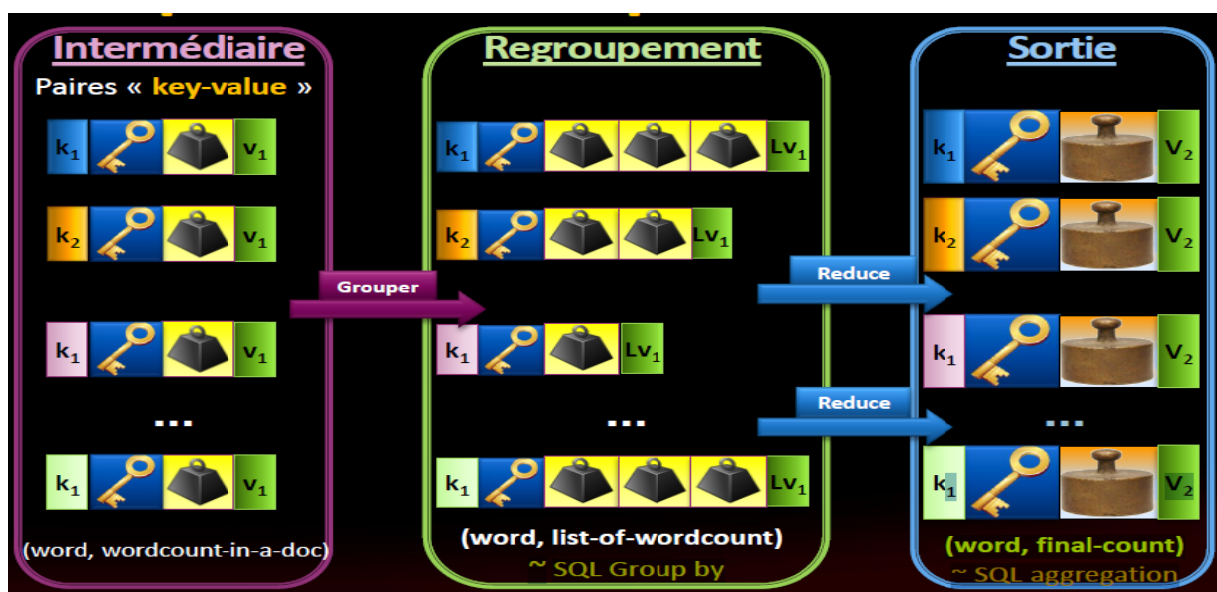 Intermédiaire
Paires « key-value »
k1 v1
k2 v1
k1 v1
...
k1 v1
(word, wordcount-in-a-doc)
Grouper
Regroupement
k1 Lv1
k2 Lv1
k1 Lv1
...
k1 Lv1
(word, list-of-wordcount)
~ SQL Group by
Reduce
Reduce
Sortie
k1 V2
k2 V2
k1 V2
...
k1 V2
(word, final-count)
~ SQL aggregation